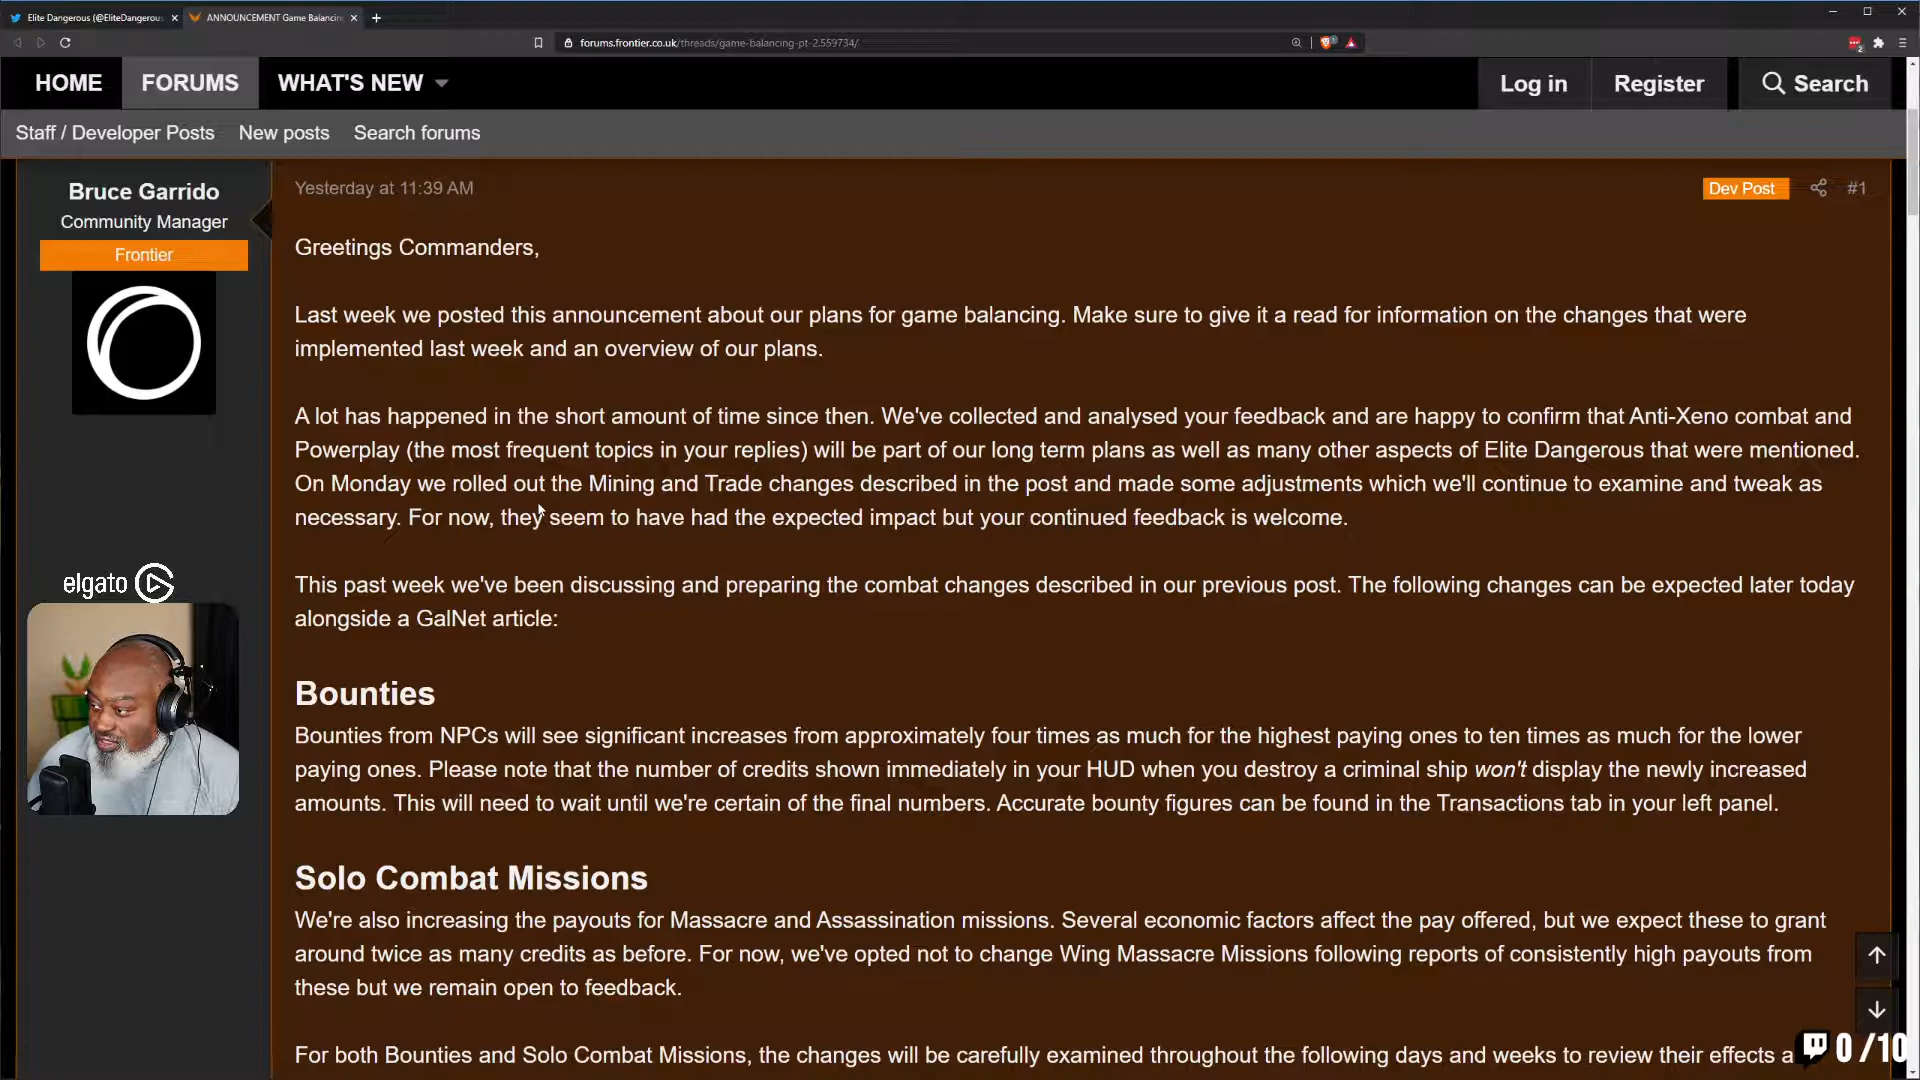 Elite Dangerous (@EliteDangerous
ANNOUNCEMENT Game Balancing
forums.frontier.co.uk/threads/game-balancing-pt-2.559734/
HOME
FORUMS
WHAT'S NEW
Log in
Register
Search
Staff / Developer Posts
New posts
Search forums
Bruce Garrido
Community Manager
Frontier
elgato
Yesterday at 11:39 AM
Dev Post
#1
Greetings Commanders,
Last week we posted this announcement about our plans for game balancing. Make sure to give it a read for information on the changes that were
implemented last week and an overview of our plans.
A lot has happened in the short amount of time since then. We've collected and analysed your feedback and are happy to confirm that Anti-Xeno combat and
Powerplay (the most frequent topics in your replies) will be part of our long term plans as well as many other aspects of Elite Dangerous that were mentioned.
On Monday we rolled out the Mining and Trade changes described in the post and made some adjustments which we'll continue to examine and tweak as
necessary. For now, they seem to have had the expected impact but your continued feedback is welcome.
This past week we've been discussing and preparing the combat changes described in our previous post. The following changes can be expected later today
alongside a GalNet article:
Bounties
Bounties from NPCs will see significant increases from approximately four times as much for the highest paying ones to ten times as much for the lower
paying ones. Please note that the number of credits shown immediately in your HUD when you destroy a criminal ship won't display the newly increased
amounts. This will need to wait until we're certain of the final numbers. Accurate bounty figures can be found in the Transactions tab in your left panel.
Solo Combat Missions
We're also increasing the payouts for Massacre and Assassination missions. Several economic factors affect the pay offered, but we expect these to grant
around twice as many credits as before. For now, we've opted not to change Wing Massacre Missions following reports of consistently high payouts from
these but we remain open to feedback.
For both Bounties and Solo Combat Missions, the changes will be carefully examined throughout the following days and weeks to review their effects a
0/10